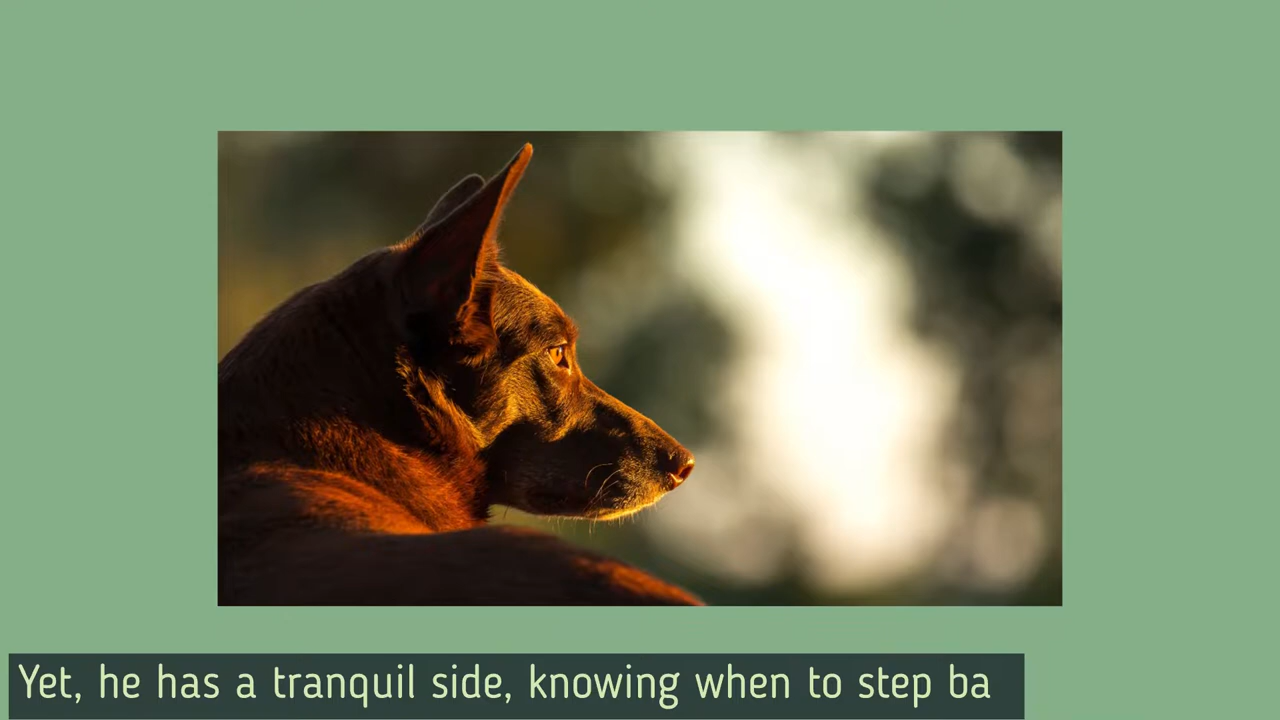 Yet, he has a tranquil side, knowing when to step ba